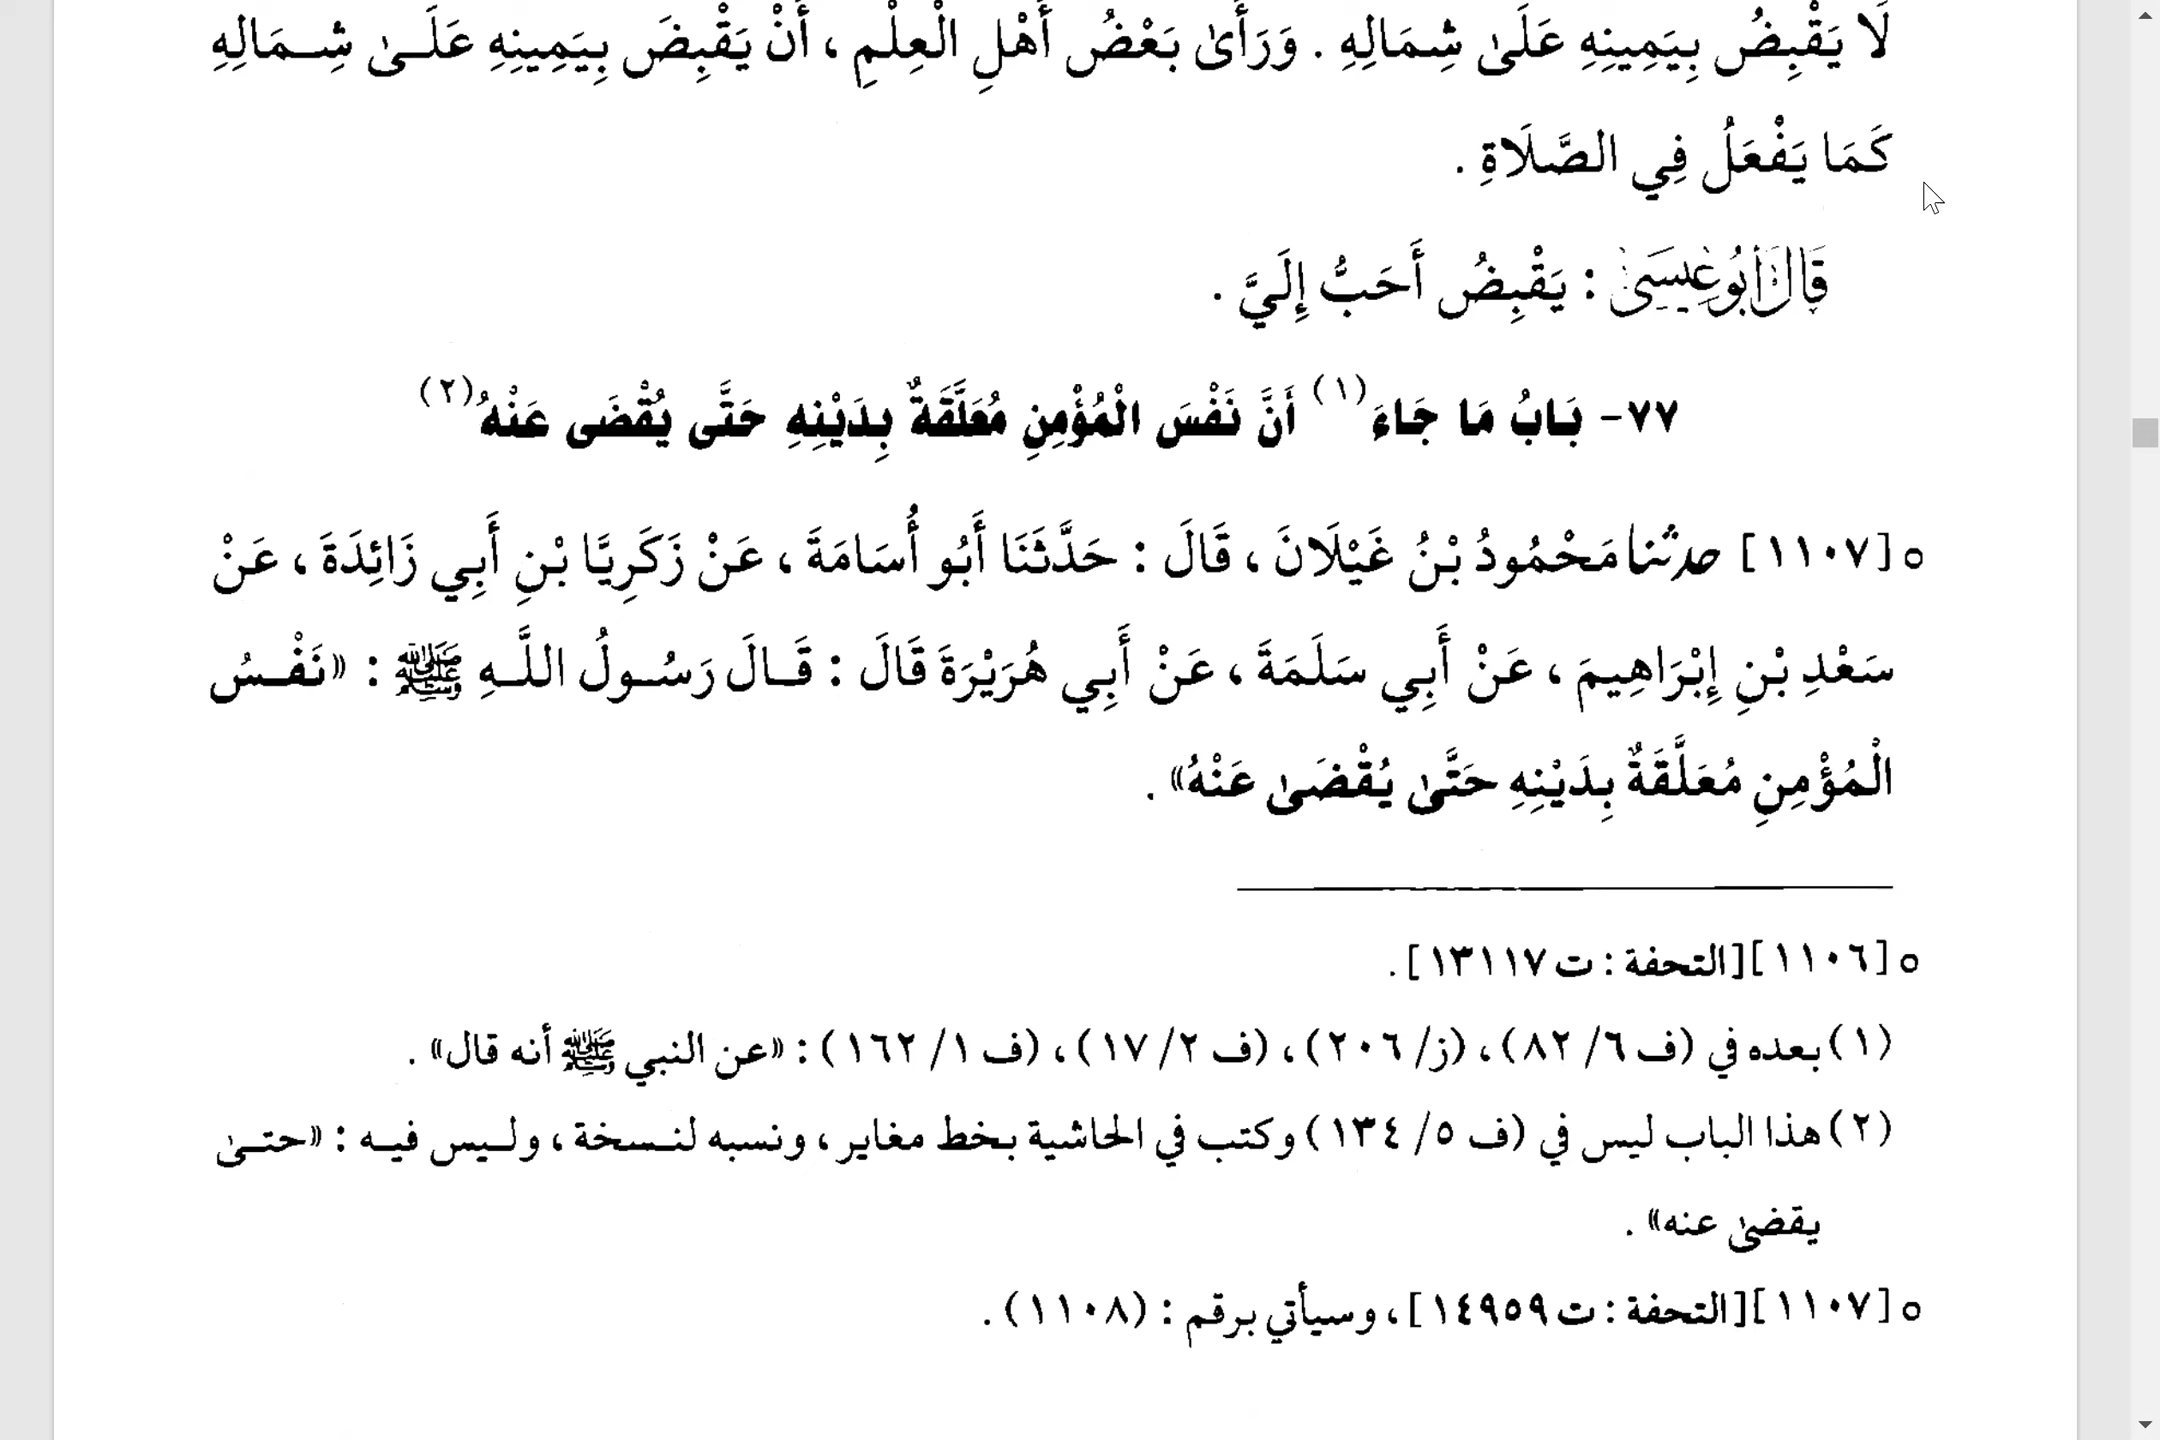 لَا يَقْبِضُ بِيَمِينِهِ عَلَىٰ شِمَالِهِ . وَرَأَىٰ بَعْضُ أَهْلِ الْعِلْمِ ، أَنْ يَقْبِضَ بِيَمِينِهِ عَلَىٰ شِمَالِهِ
كَمَا يَفْعَلُ فِي الصَّلَاةِ .
قَالَ أَبُو عِيسَىٰ : يَقْبِضُ أَحَبُّ إِلَيَّ .
٧٧- بَابُ مَا جَاءَ(١) أَنَّ نَفْسَ الْمُؤْمِنِ مُعَلَّقَةٌ بِدَيْنِهِ حَتَّى يُقْضَى عَنْهُ(٢)
٥ [١١٠٧] حدثنا مَحْمُودُ بْنُ غَيْلَانَ ، قَالَ : حَدَّثَنَا أَبُو أُسَامَةَ ، عَنْ زَكَرِيَّا بْنِ أَبِي زَائِدَةَ ، عَنْ
سَعْدِ بْنِ إِبْرَاهِيمَ ، عَنْ أَبِي سَلَمَةَ ، عَنْ أَبِي هُرَيْرَةَ قَالَ : قَالَ رَسُولُ اللَّهِ ﷺ : «نَفْسُ
الْمُؤْمِنِ مُعَلَّقَةٌ بِدَيْنِهِ حَتَّىٰ يُقْضَىٰ عَنْهُ» .
٥ [١١٠٦] [التحفة : ت ١٣١١٧] .
(١) بعده في (ف ٦/ ٨٢) ، (ز/ ٢٠٦) ، (ف ٢/ ١٧) ، (ف ١/ ١٦٢) : «عن النبي ﷺ أنه قال» .
(٢) هذا الباب ليس في (ف ٥/ ١٣٤) وكتب في الحاشية بخط مغاير ، ونسبه لنسخة ، وليس فيه : «حتىٰ
يقضىٰ عنه» .
٥ [١١٠٧] [التحفة : ت ١٤٩٥٩] ، وسيأتي برقم : (١١٠٨) .